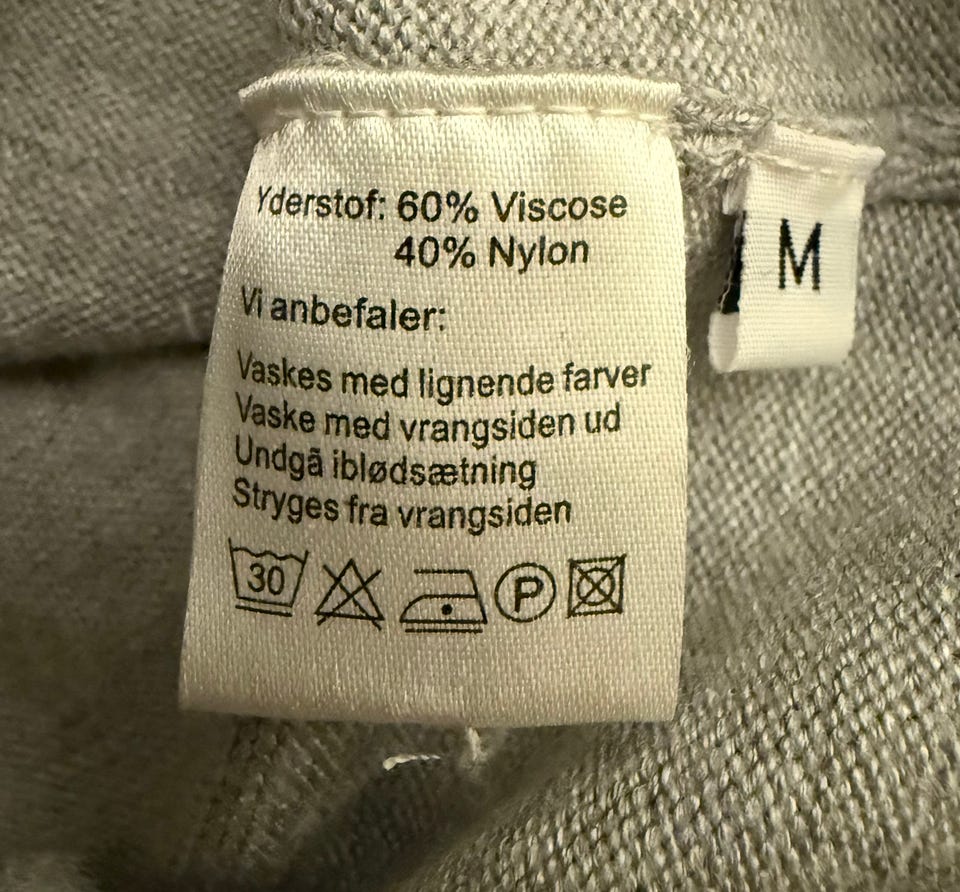 Yderstof: 60% Viscose
40% Nylon
Vi anbefaler:
Vaskes med lignende farver
Vaske med vrangsiden ud
Undgã iblødsætning
Stryges fra vrangsiden
30
P
M